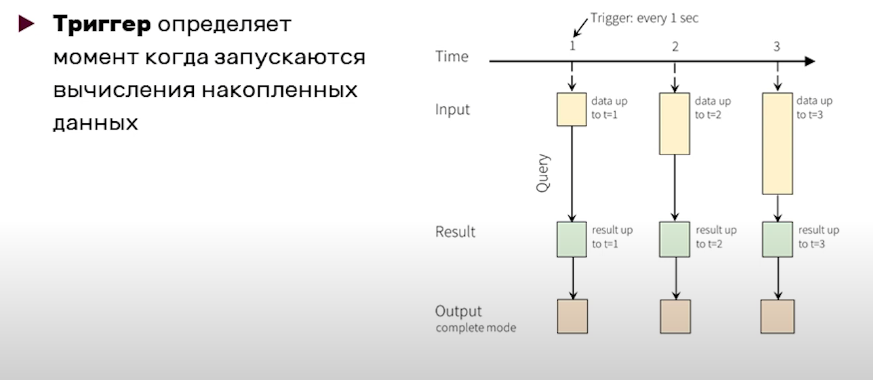 Триггер определяет
момент когда запускаются
вычисления накопленных
данных
Trigger: every 1 sec
Time
1
2
3
Input
data up
to t=1
data up
to t=2
data up
to t=3
Query
Result
result up
to t=1
result up
to t=2
result up
to t=3
Output
complete mode